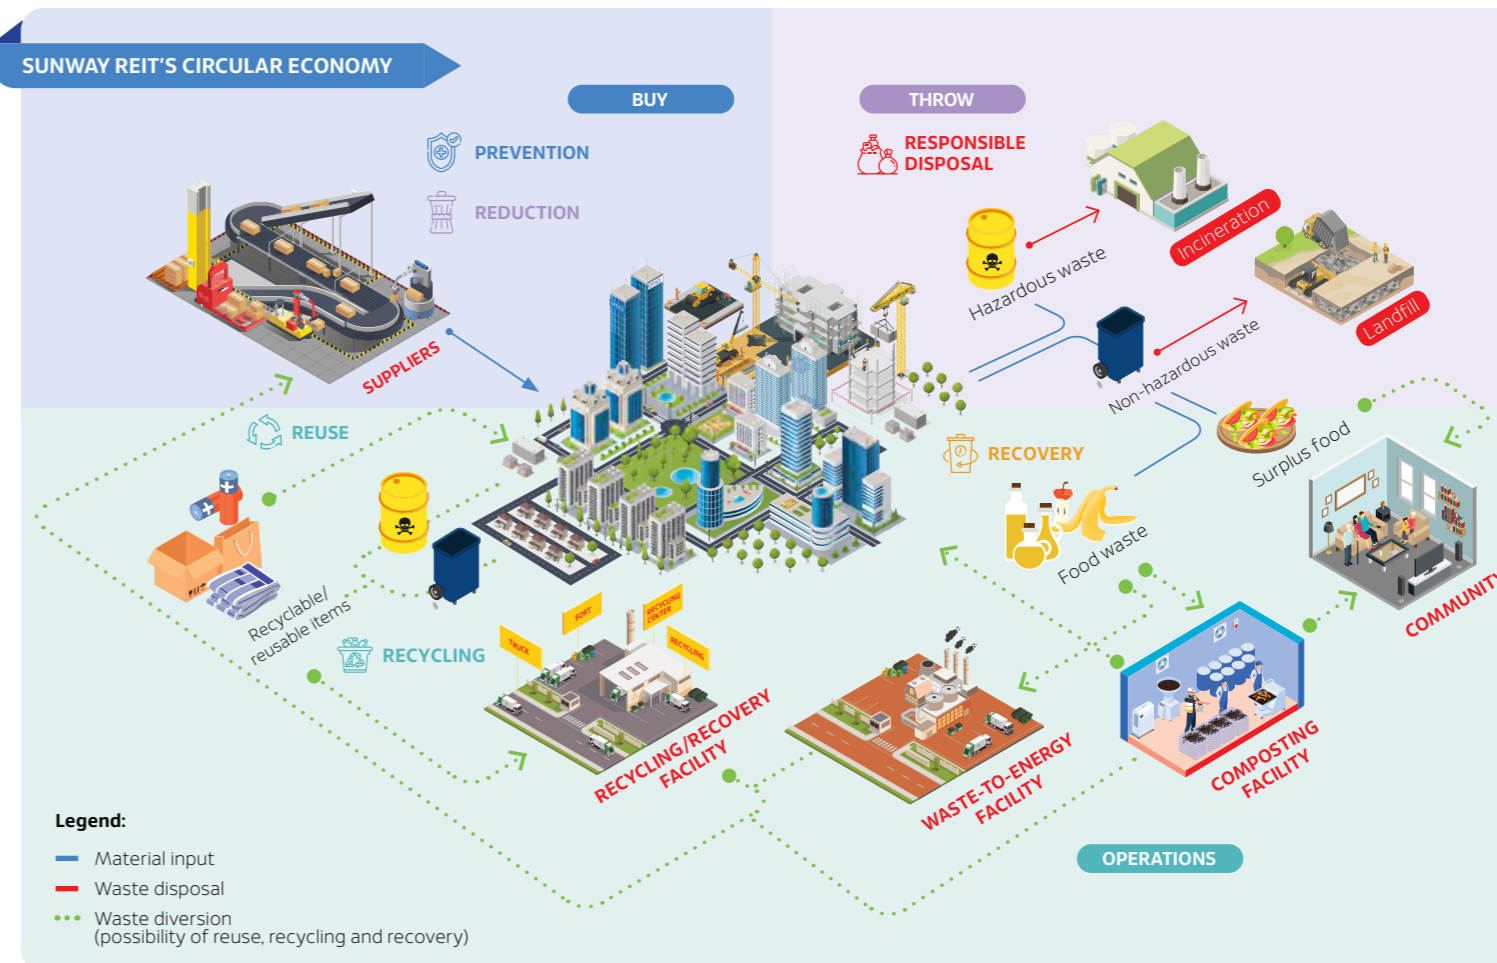 SUNWAY REIT'S CIRCULAR ECONOMY
BUY
PREVENTION
REDUCTION
SUPPLIERS
THROW
RESPONSIBLE
DISPOSAL
Hazardous waste
Incineration
Non-hazardous waste
Landfill
REUSE
RECOVERY
Surplus food
Food waste
COMMUNITY
Recyclable/
reusable items
RECYCLING
TRUCK
SORT
RECYCLING
CENTER
RECYCLING
RECYCLING/RECOVERY
FACILITY
WASTE-TO-ENERGY
FACILITY
COMPOSTING
FACILITY
OPERATIONS
Legend:
Material input
Waste disposal
Waste diversion
(possibility of reuse, recycling and recovery)